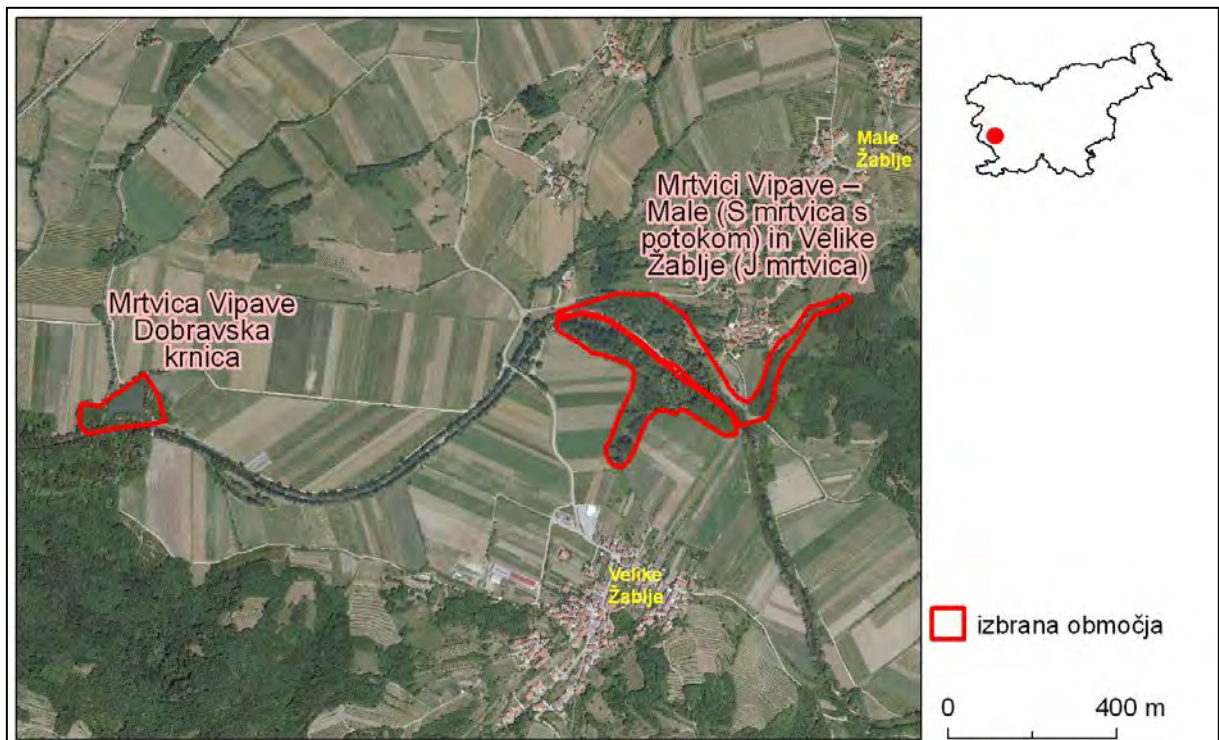 Male
Žablje
Mrtvici Vipave –
Male (S mrtvica s
potokom) in Velike
Žablje (J mrtvica)
Mrtvica Vipave
Dobravska
krnica
Velike
Žablje
izbrana območja
0 400 m